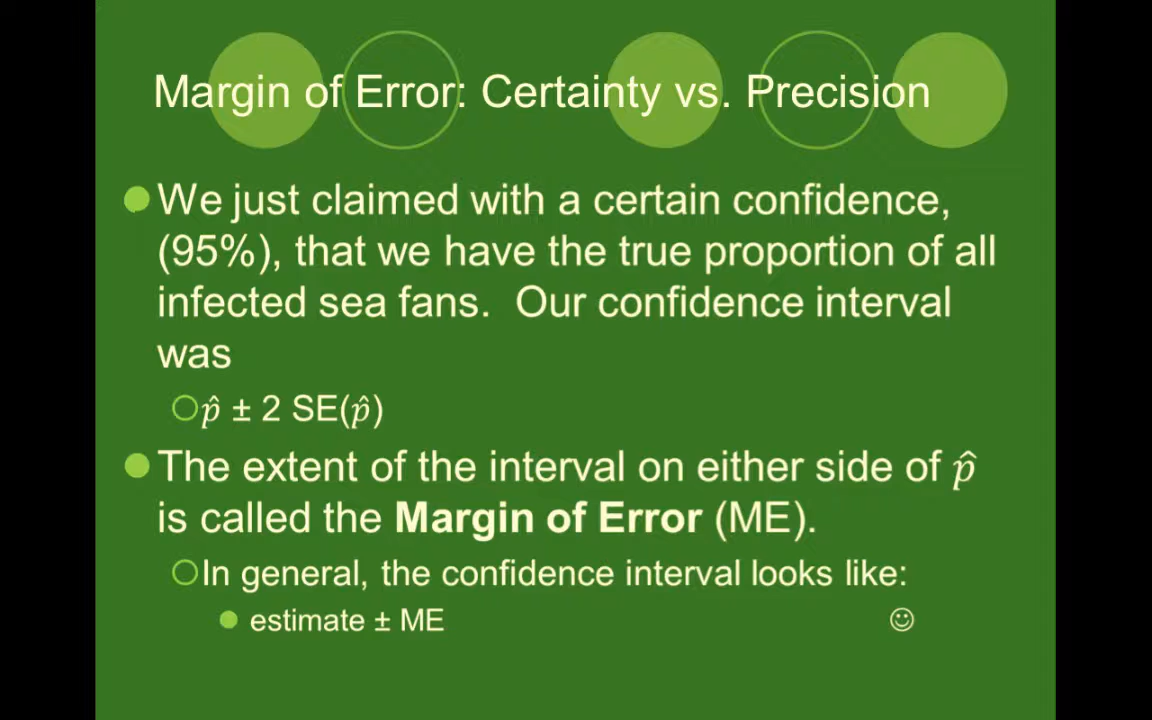 Margin of Error: Certainty vs. Precision
We just claimed with a certain confidence,
(95%), that we have the true proportion of all
infected sea fans.  Our confidence interval
was
p̂ ± 2 SE(p̂)
The extent of the interval on either side of p̂
is called the Margin of Error (ME).
In general, the confidence interval looks like:
estimate ± ME ☺